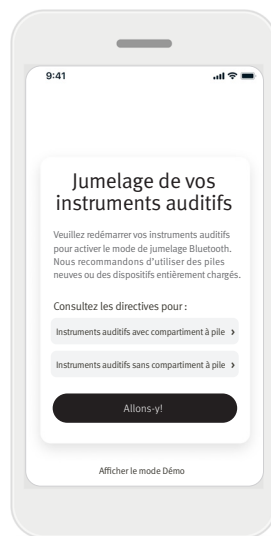 9:41
Jumelage de vos
instruments auditifs
Veuillez redémarrer vos instruments auditifs
pour activer le mode de jumelage Bluetooth.
Nous recommandons d'utiliser des piles
neuves ou des dispositifs entièrement chargés.
Consultez les directives pour :
Instruments auditifs avec compartiment à pile ›
Instruments auditifs sans compartiment à pile ›
Allons-y!
Afficher le mode Démo